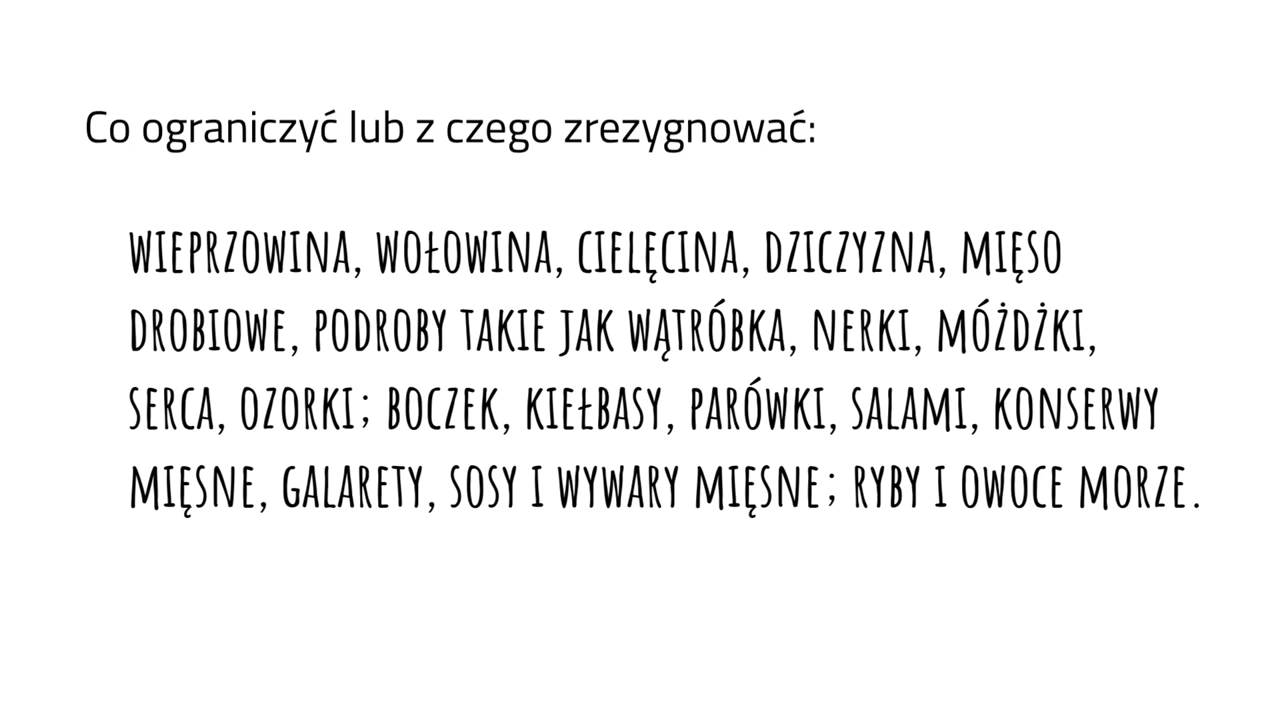 Co ograniczyć lub z czego zrezygnować:
WIEPRZOWINA, WOŁOWINA, CIELĘCINA, DZICZYZNA, MIĘSO
DROBIOWE, PODROBY TAKIE JAK WĄTRÓBKA, NERKI, MÓŻDŻKI,
SERCA, OZORKI; BOCZEK, KIEŁBASY, PARÓWKI, SALAMI, KONSERWY
MIĘSNE, GALARETY, SOSY I WYWARY MIĘSNE; RYBY I OWOCE MORZE.